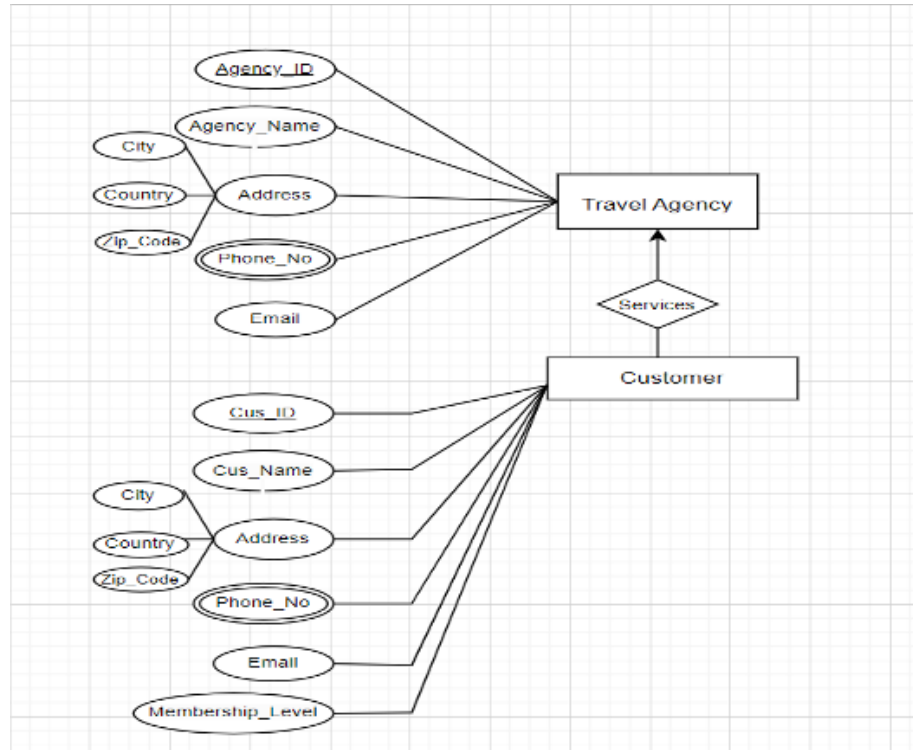 Agency_ID
Agency_Name
City
Country
Address
Zip_Code
Phone_No
Email
Travel Agency
Services
Customer
Cus_ID
Cus_Name
City
Country
Address
Zip_Code
Phone_No
Email
Membership_Level